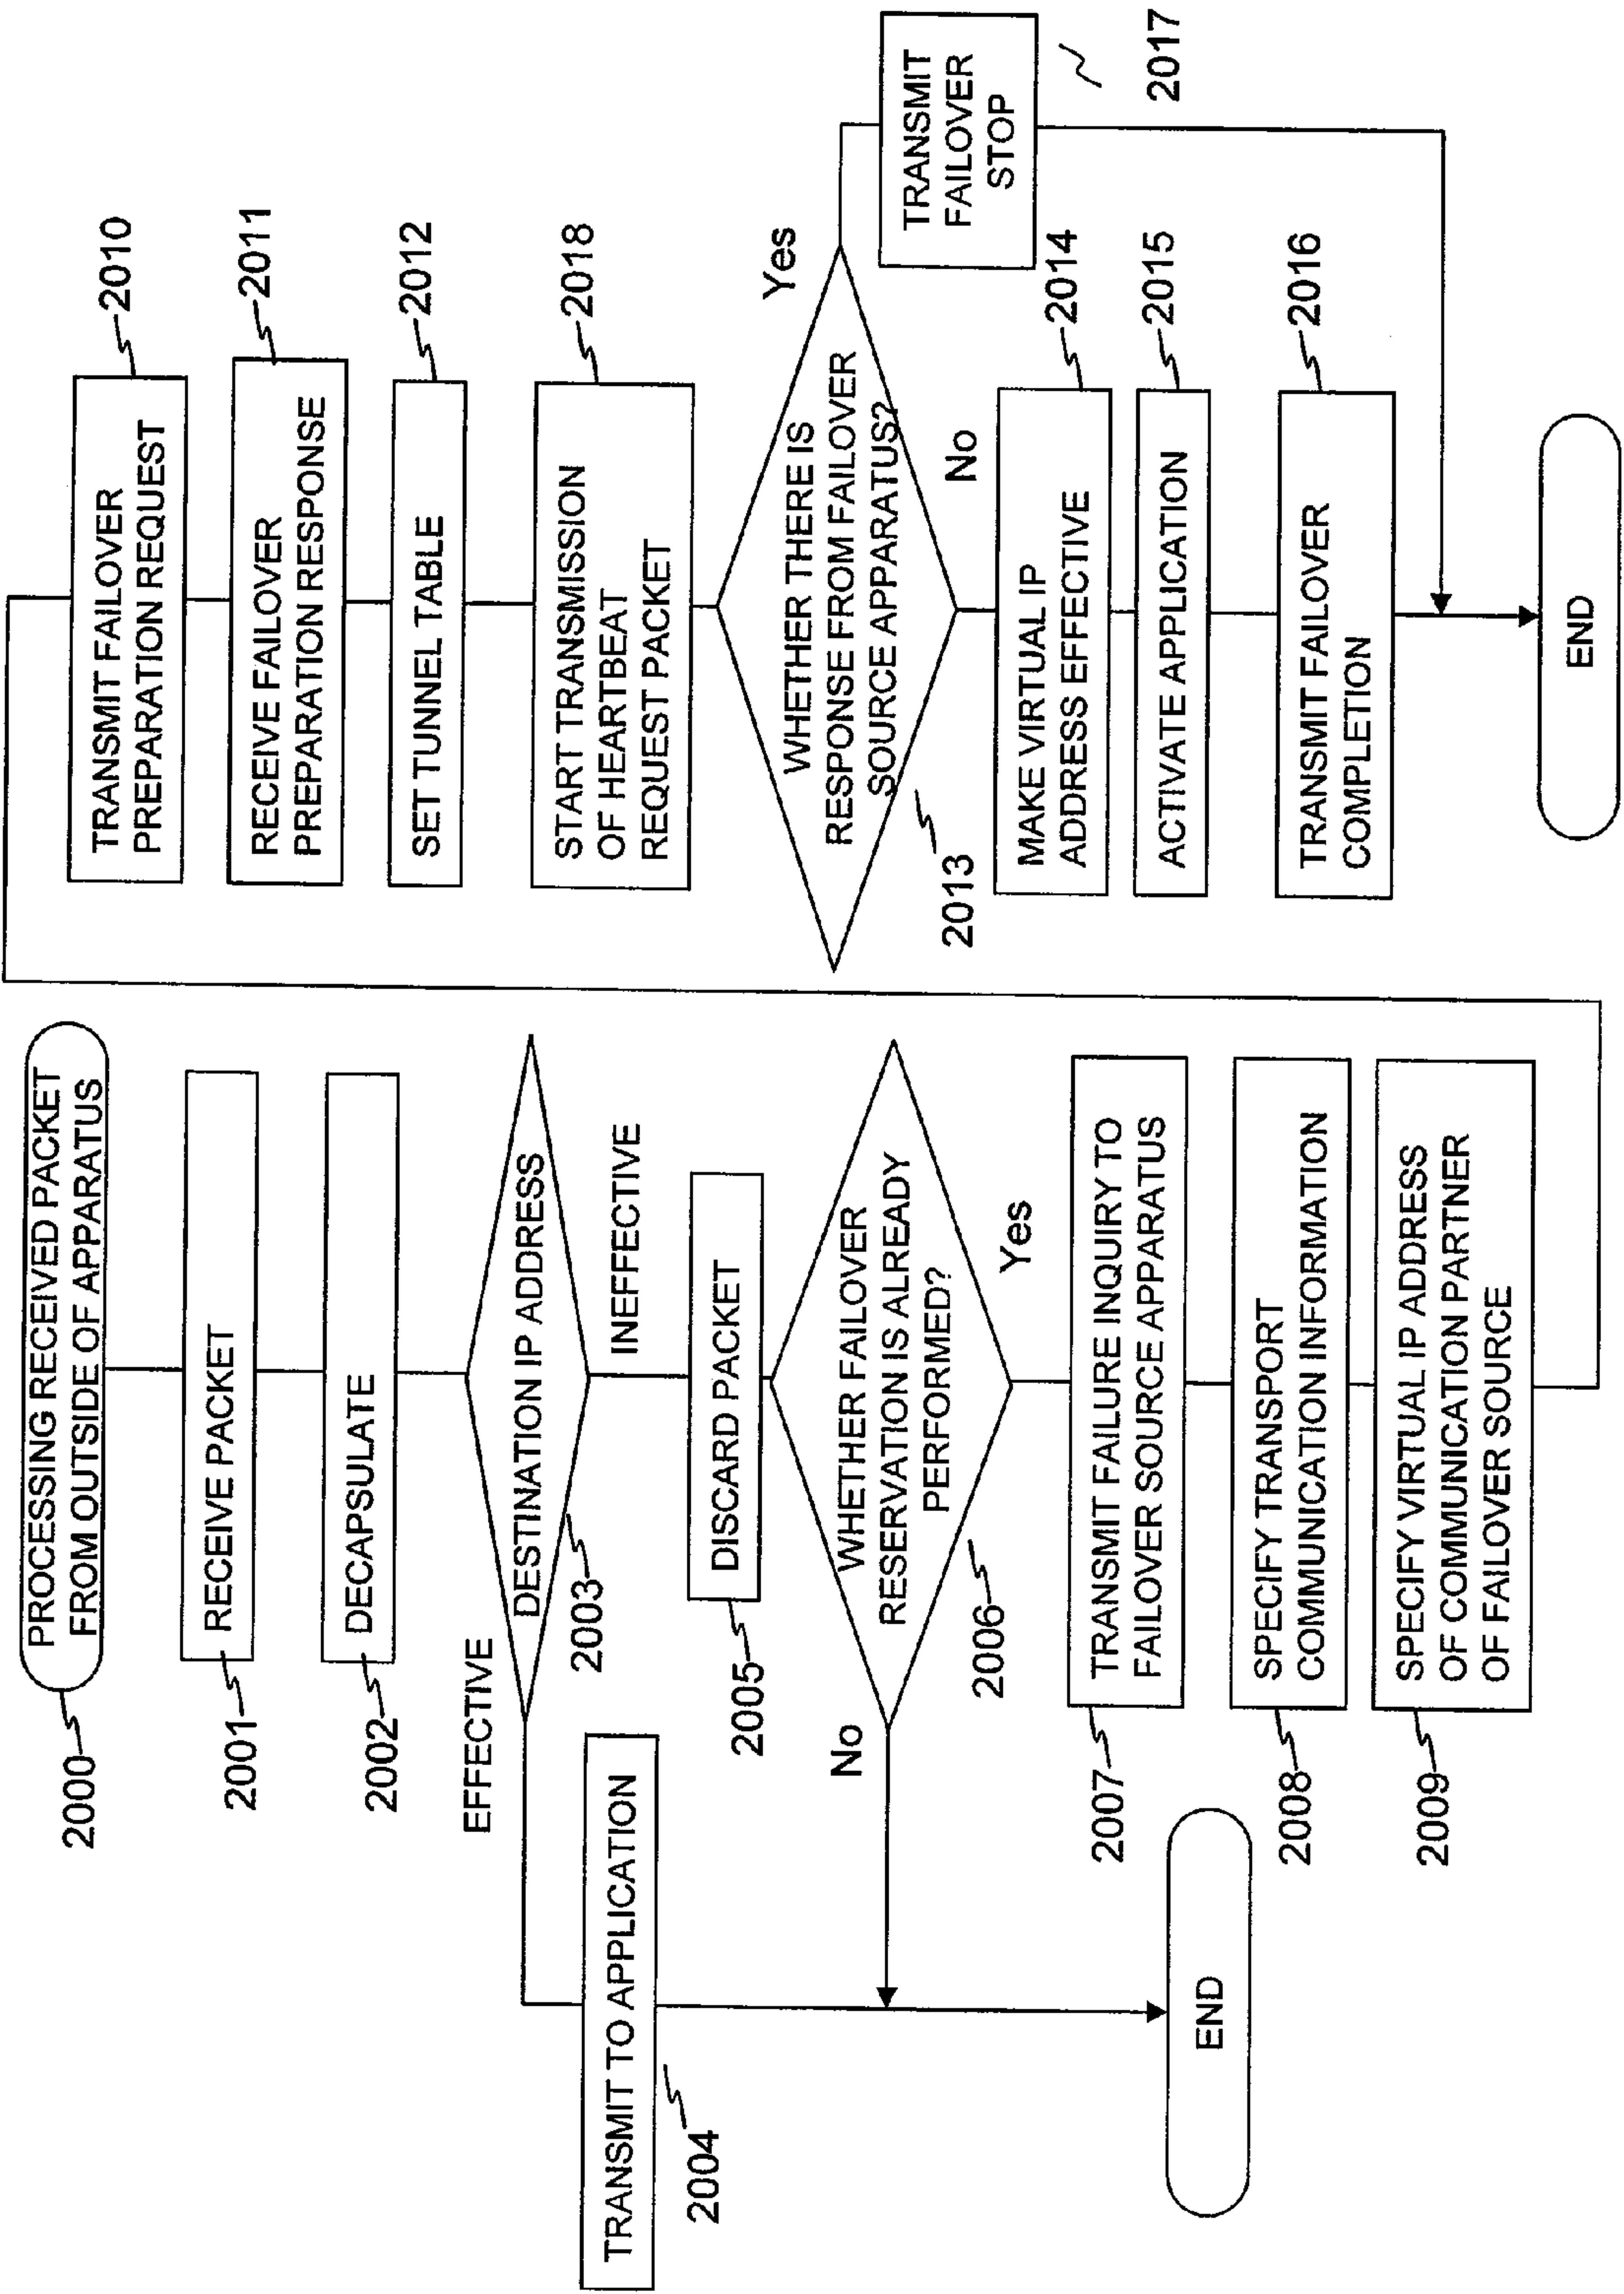 2000
PROCESSING RECEIVED PACKET
FROM OUTSIDE OF APPARATUS
2001
RECEIVE PACKET
2002
DECAPSULATE
DESTINATION IP ADDRESS
2003
EFFECTIVE
INEFFECTIVE
TRANSMIT TO APPLICATION
2004
DISCARD PACKET
2005
WHETHER FAILOVER
RESERVATION IS ALREADY
PERFORMED?
2006
No
Yes
2007
TRANSMIT FAILURE INQUIRY TO
FAILOVER SOURCE APPARATUS
2008
SPECIFY TRANSPORT
COMMUNICATION INFORMATION
2009
SPECIFY VIRTUAL IP ADDRESS
OF COMMUNICATION PARTNER
OF FAILOVER SOURCE
END
TRANSMIT FAILOVER
PREPARATION REQUEST
2010
RECEIVE FAILOVER
PREPARATION RESPONSE
2011
SET TUNNEL TABLE
2012
START TRANSMISSION
OF HEARTBEAT
REQUEST PACKET
2018
WHETHER THERE IS
RESPONSE FROM FAILOVER
SOURCE APPARATUS?
2013
Yes
No
TRANSMIT
FAILOVER
STOP
2017
MAKE VIRTUAL IP
ADDRESS EFFECTIVE
2014
ACTIVATE APPLICATION
2015
TRANSMIT FAILOVER
COMPLETION
2016
END